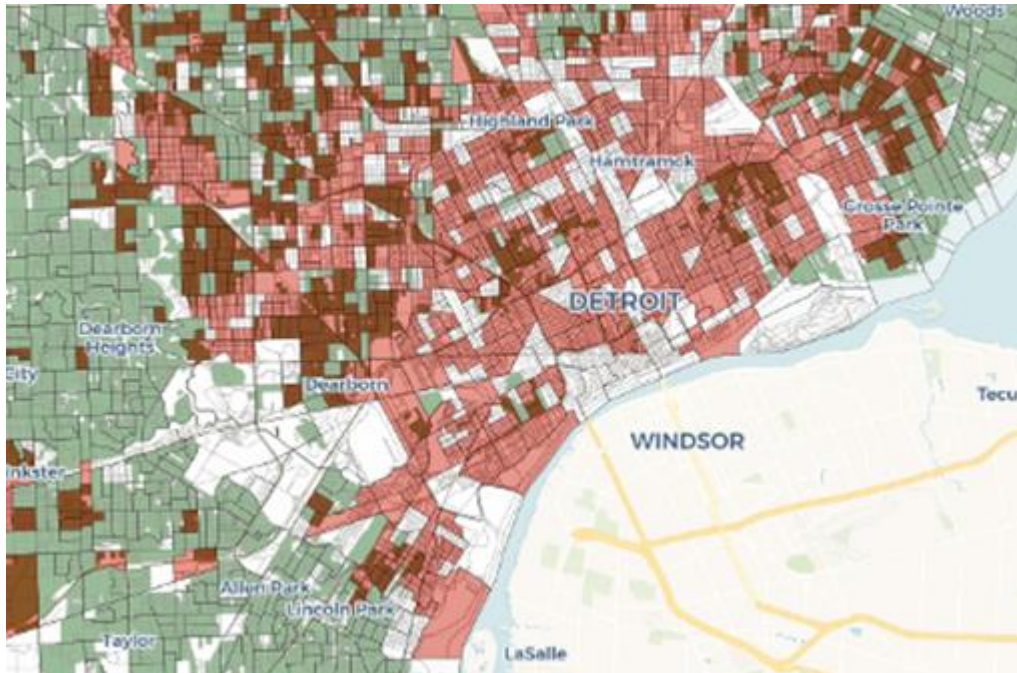 Woods
Highland Park
Hamtramck
Grosse Pointe
Park
DETROIT
Dearborn
Heights
City
Dearborn
Tecu
WINDSOR
Inkster
Allen Park
Lincoln Park
Taylor
LaSalle